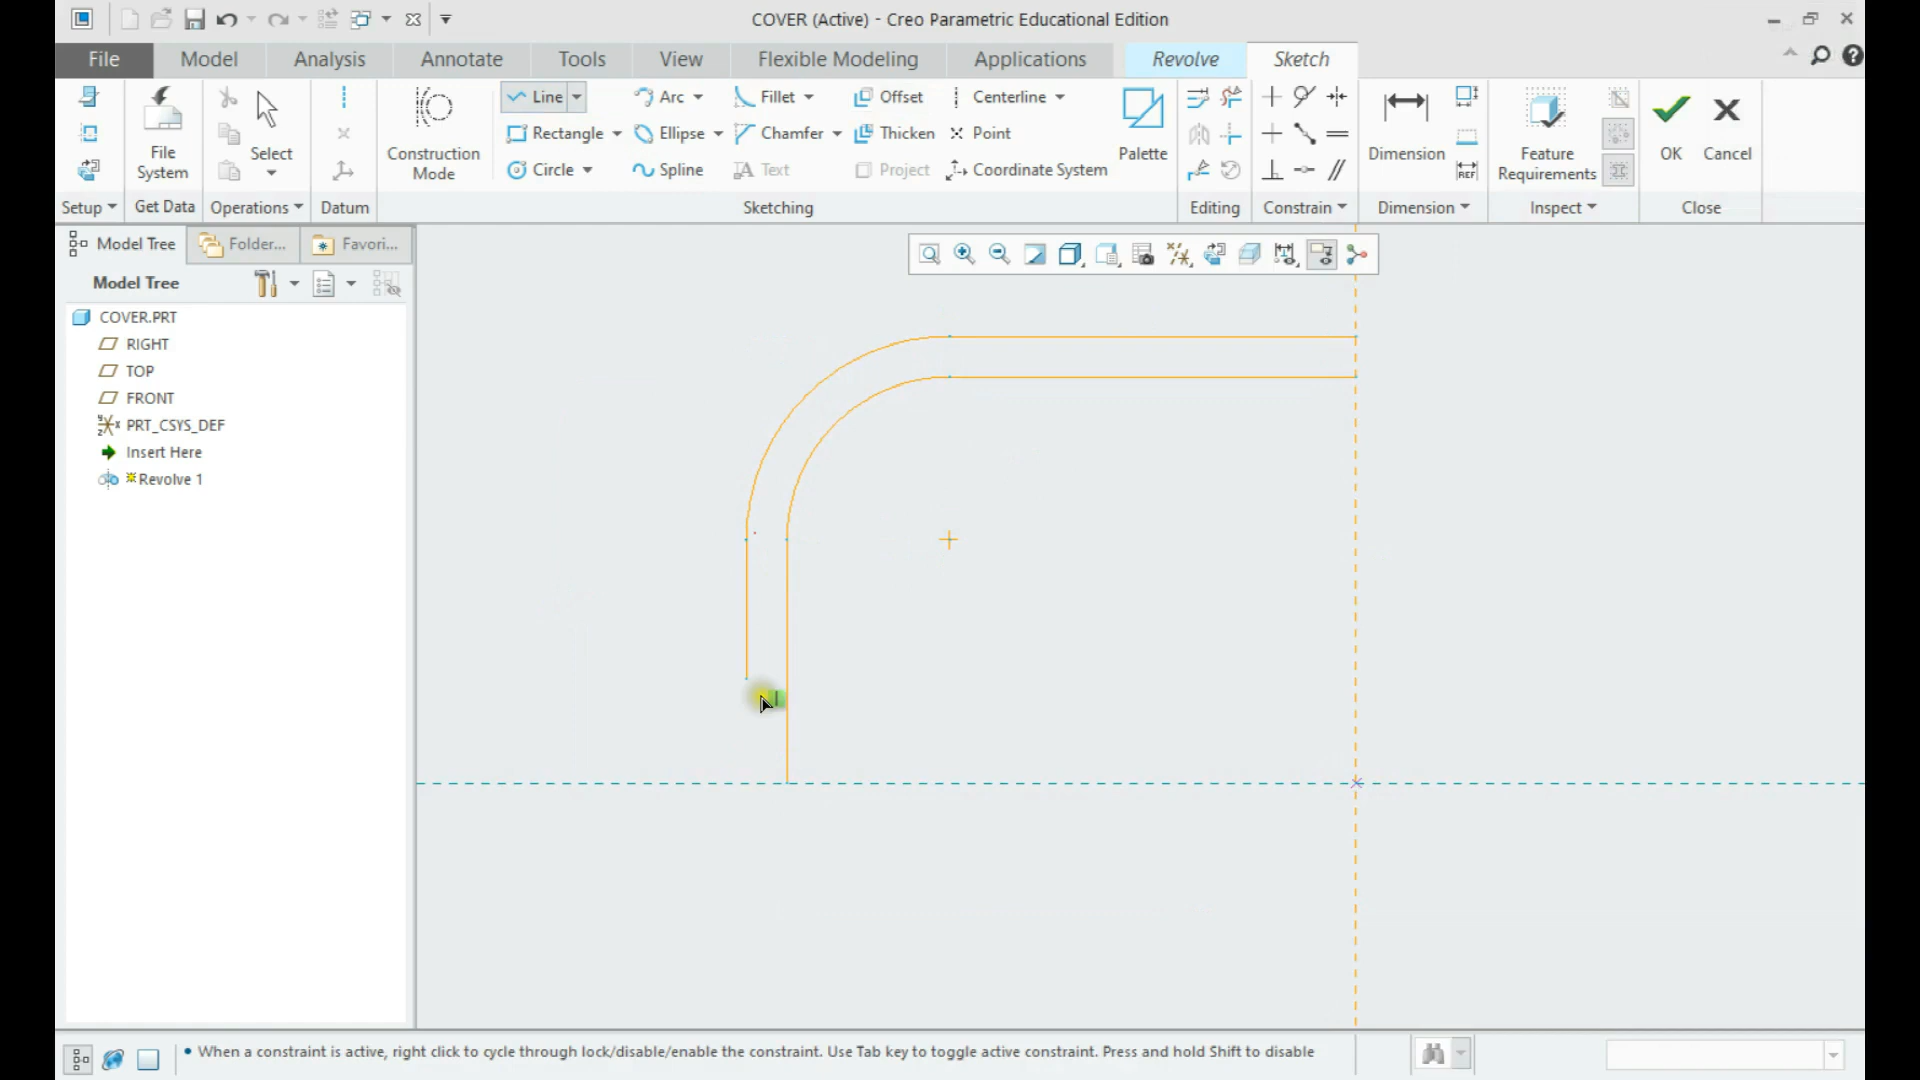 COVER (Active) - Creo Parametric Educational Edition
File Model Analysis Annotate Tools View Flexible Modeling Applications Revolve Sketch
Line Arc Fillet Offset Centerline
Rectangle Ellipse Chamfer Thicken Point
Circle Spline Text Project Coordinate System
File System
Select
Construction Mode
Palette
Dimension
REF
Feature Requirements
OK
Cancel
Setup Get Data Operations Datum Sketching Editing Constrain Dimension Inspect Close
Model Tree Folder... Favori...
Model Tree
COVER.PRT
RIGHT
TOP
FRONT
PRT_CSYS_DEF
Insert Here
Revolve 1
• When a constraint is active, right click to cycle through lock/disable/enable the constraint. Use Tab key to toggle active constraint. Press and hold Shift to disable